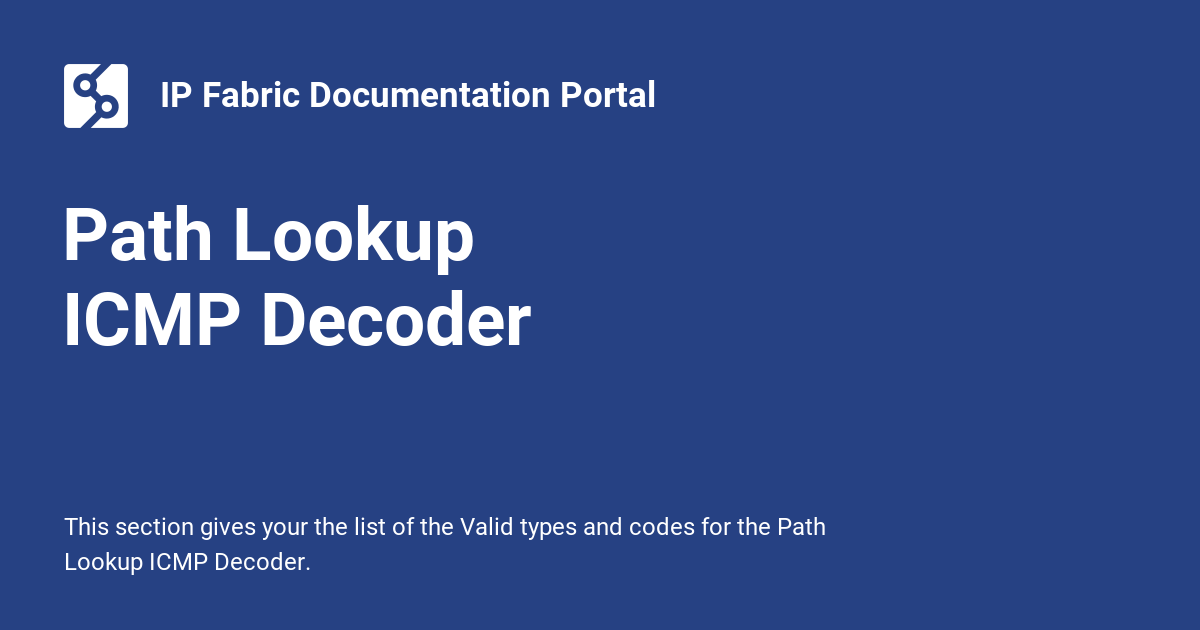 IP Fabric Documentation Portal
Path Lookup
ICMP Decoder
This section gives your the list of the Valid types and codes for the Path
Lookup ICMP Decoder.